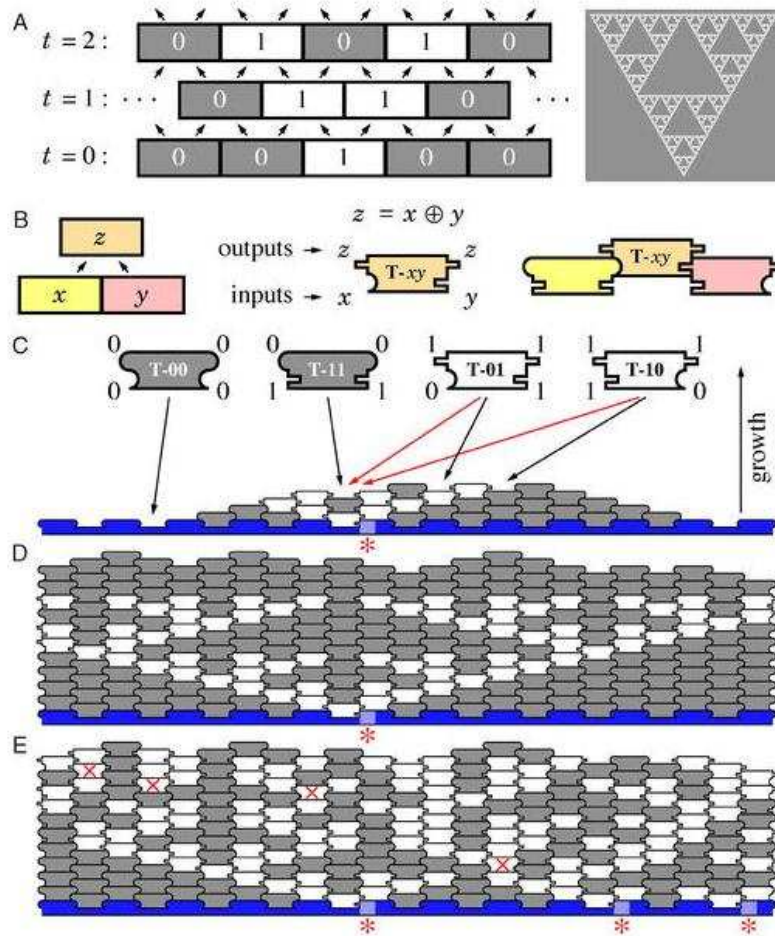 A
t = 2 : 0 1 0 1 0
t = 1 : · · · 0 1 1 0 · · ·
t = 0 : 0 0 1 0 0
B
z = x ⊕ y
z
x y
outputs → z T-xy z
inputs → x y
T-xy
C
0 0 0 0 1 1 1 1
T-00 T-11 T-01 T-10
0 0 1 1 0 1 1 0
growth
*
D
*
E
* * *